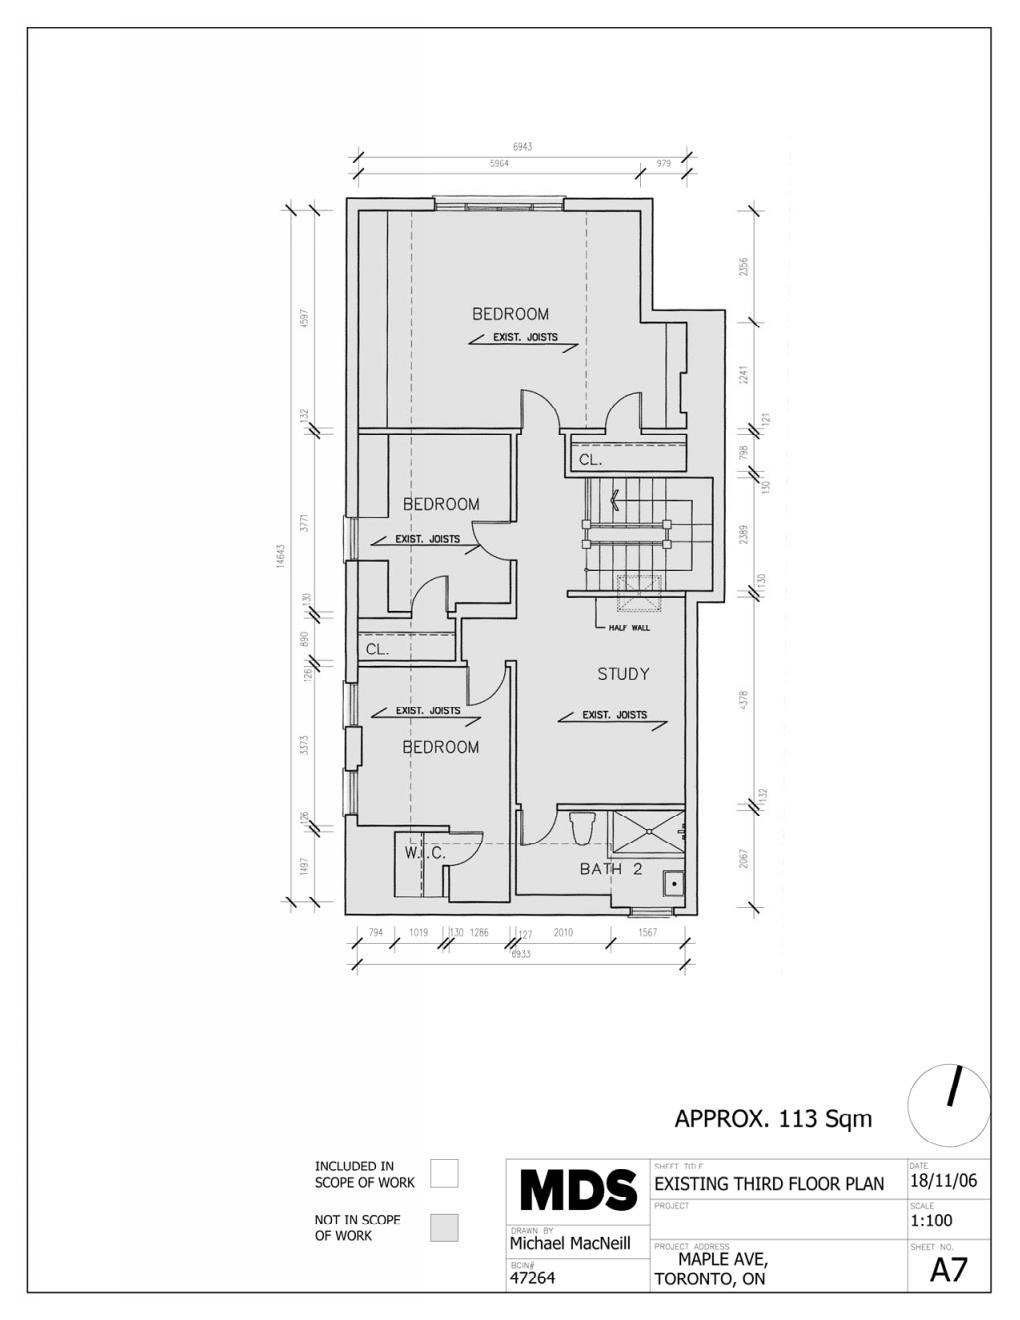 6943
5964
979
2356
4597
BEDROOM
EXIST. JOISTS
2241
132
121
CL.
798
130
BEDROOM
3771
EXIST. JOISTS
2389
14643
130
130
HALF WALL
890
CL.
126
STUDY
4378
EXIST. JOISTS
EXIST. JOISTS
BEDROOM
3373
132
126
W.I.C.
BATH 2
2067
1497
794
1019
130
1286
127
2010
1567
6933
APPROX. 113 Sqm
INCLUDED IN
SCOPE OF WORK
NOT IN SCOPE
OF WORK
MDS
DRAWN BY
Michael MacNeill
BCIN#
47264
SHEET TITLE
EXISTING THIRD FLOOR PLAN
PROJECT
PROJECT ADDRESS
MAPLE AVE,
TORONTO, ON
DATE
18/11/06
SCALE
1:100
SHEET NO.
A7